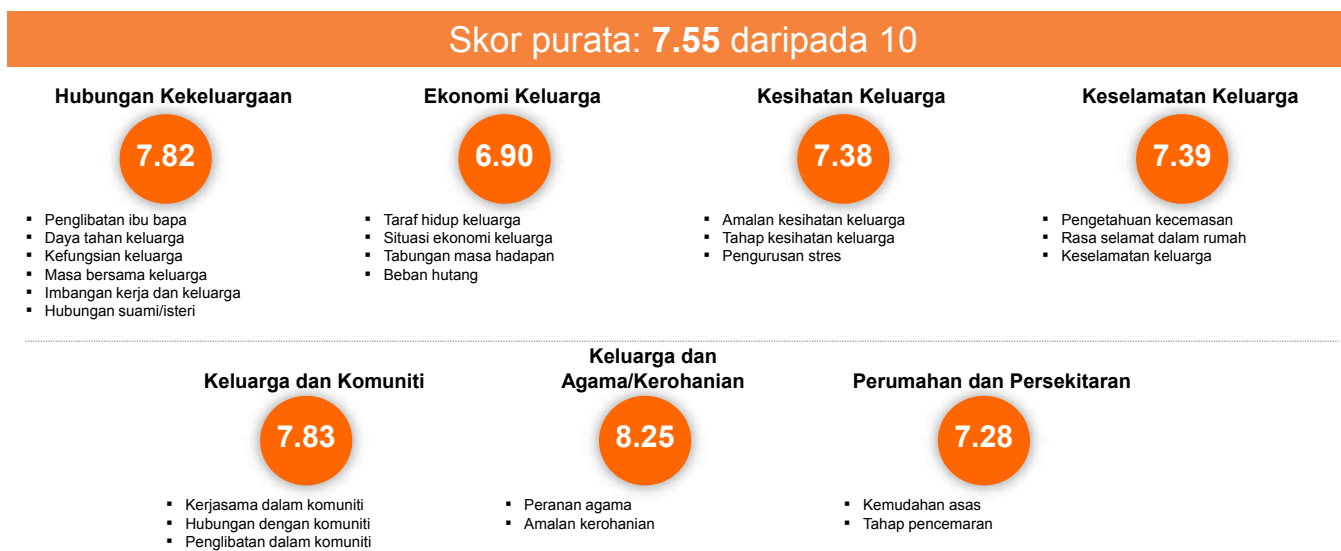 Skor purata: 7.55 daripada 10
Hubungan Kekeluargaan
7.82
▪ Penglibatan ibu bapa
▪ Daya tahan keluarga
▪ Kefungsian keluarga
▪ Masa bersama keluarga
▪ Imbangan kerja dan keluarga
▪ Hubungan suami/isteri
Ekonomi Keluarga
6.90
▪ Taraf hidup keluarga
▪ Situasi ekonomi keluarga
▪ Tabungan masa hadapan
▪ Beban hutang
Kesihatan Keluarga
7.38
▪ Amalan kesihatan keluarga
▪ Tahap kesihatan keluarga
▪ Pengurusan stres
Keselamatan Keluarga
7.39
▪ Pengetahuan kecemasan
▪ Rasa selamat dalam rumah
▪ Keselamatan keluarga
Keluarga dan Komuniti
7.83
▪ Kerjasama dalam komuniti
▪ Hubungan dengan komuniti
▪ Penglibatan dalam komuniti
Keluarga dan
Agama/Kerohanian
8.25
▪ Peranan agama
▪ Amalan kerohanian
Perumahan dan Persekitaran
7.28
▪ Kemudahan asas
▪ Tahap pencemaran